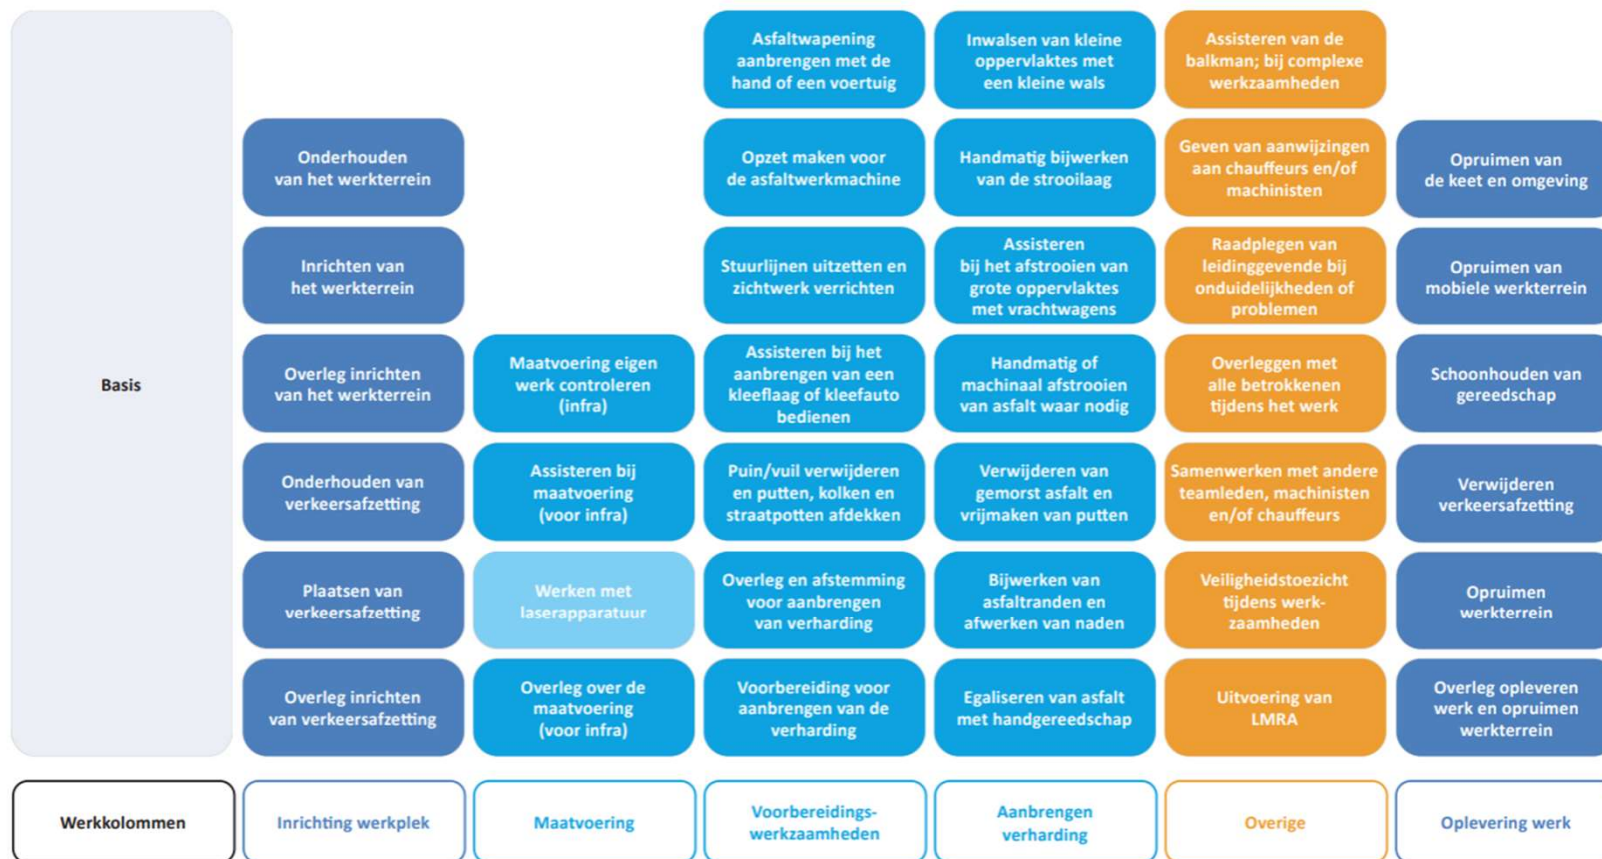 Asfaltwapening
aanbrengen met de
hand of een voertuig
Inwalsen van kleine
oppervlaktes met
een kleine wals
Assisteren van de
balkman; bij complexe
werkzaamheden
Onderhouden
van het werkterrein
Opzet maken voor
de asfaltwerkmachine
Handmatig bijwerken
van de strooilaag
Geven van aanwijzingen
aan chauffeurs en/of
machinisten
Opruimen van
de keet en omgeving
Inrichten van
het werkterrein
Stuurlijnen uitzetten en
zichtwerk verrichten
Assisteren
bij het afstrooien van
grote oppervlaktes
met vrachtwagens
Raadplegen van
leidinggevende bij
onduidelijkheden of
problemen
Opruimen van
mobiele werkterrein
Basis
Overleg inrichten
van het werkterrein
Maatvoering eigen
werk controleren
(infra)
Assisteren bij het
aanbrengen van een
kleeflaag of kleefauto
bedienen
Handmatig of
machinaal afstrooien
van asfalt waar nodig
Overleggen met
alle betrokkenen
tijdens het werk
Schoonhouden van
gereedschap
Onderhouden van
verkeersafzetting
Assisteren bij
maatvoering
(voor infra)
Puin/vuil verwijderen
en putten, kolken en
straatpotten afdekken
Verwijderen van
gemorst asfalt en
vrijmaken van putten
Samenwerken met andere
teamleden, machinisten
en/of chauffeurs
Verwijderen
verkeersafzetting
Plaatsen van
verkeersafzetting
Werken met
laserapparatuur
Overleg en afstemming
voor aanbrengen
van verharding
Bijwerken van
asfaltranden en
afwerken van naden
Veiligheidstoezicht
tijdens werk-
zaamheden
Opruimen
werkterrein
Overleg inrichten
van verkeersafzetting
Overleg over de
maatvoering
(voor infra)
Voorbereiding voor
aanbrengen van de
verharding
Egaliseren van asfalt
met handgereedschap
Uitvoering van
LMRA
Overleg opleveren
werk en opruimen
werkterrein
Werkkolommen
Inrichting werkplek
Maatvoering
Voorbereidings-
werkzaamheden
Aanbrengen
verharding
Overige
Oplevering werk